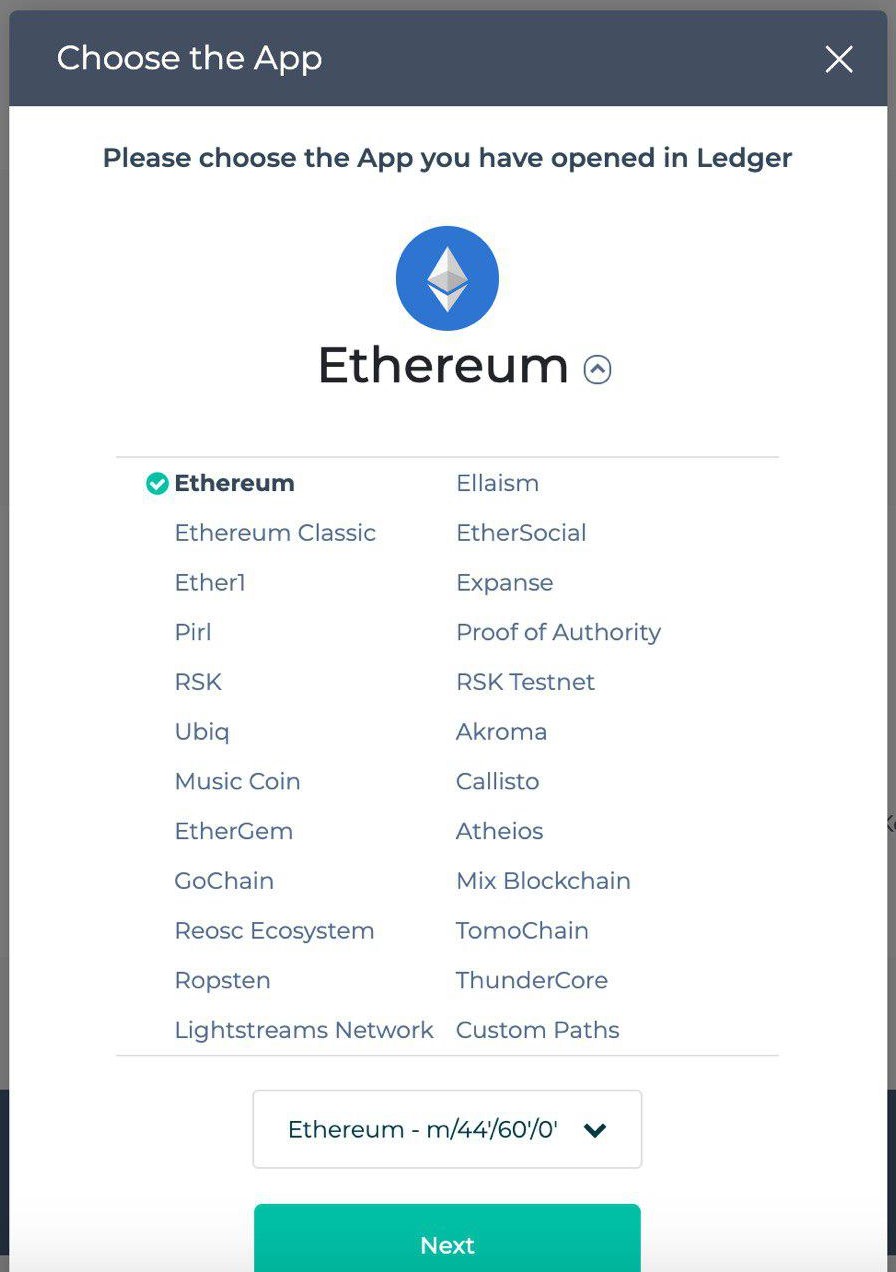 Choose the App
Please choose the App you have opened in Ledger
Ethereum
Ethereum
Ellaism
Ethereum Classic
EtherSocial
Ether1
Expanse
Pirl
Proof of Authority
RSK
RSK Testnet
Ubiq
Akroma
Music Coin
Callisto
EtherGem
Atheios
GoChain
Mix Blockchain
Reosc Ecosystem
TomoChain
Ropsten
ThunderCore
Lightstreams Network
Custom Paths
Ethereum - m/44'/60'/0'
Next